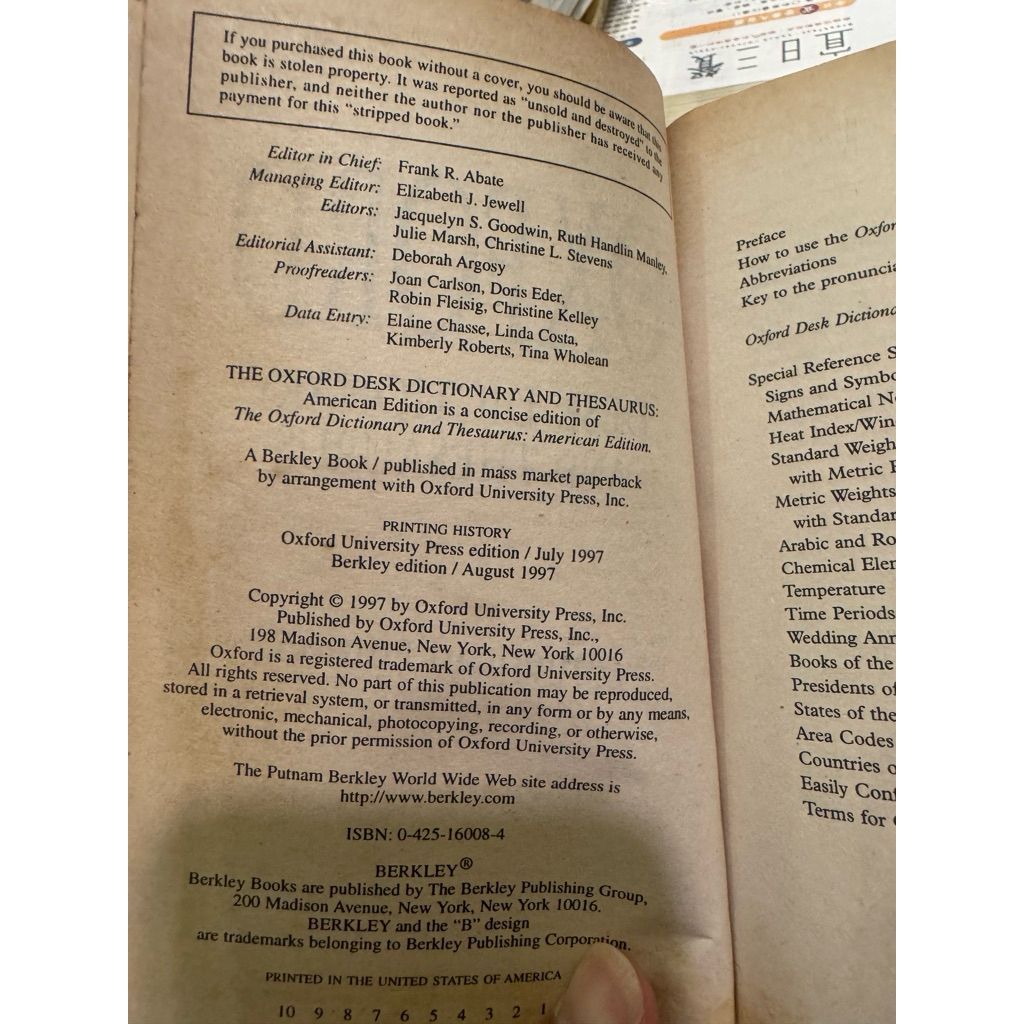 If you purchased this book without a cover, you should be aware that this
book is stolen property. It was reported as "unsold and destroyed" to the
publisher, and neither the author nor the publisher has received any
payment for this "stripped book."
Editor in Chief: Frank R. Abate
Managing Editor: Elizabeth J. Jewell
Editors: Jacquelyn S. Goodwin, Ruth Handlin Manley,
Julie Marsh, Christine L. Stevens
Editorial Assistant: Deborah Argosy
Proofreaders: Joan Carlson, Doris Eder,
Robin Fleisig, Christine Kelley
Data Entry: Elaine Chasse, Linda Costa,
Kimberly Roberts, Tina Wholean
THE OXFORD DESK DICTIONARY AND THESAURUS:
American Edition is a concise edition of
The Oxford Dictionary and Thesaurus: American Edition.
A Berkley Book / published in mass market paperback
by arrangement with Oxford University Press, Inc.
PRINTING HISTORY
Oxford University Press edition / July 1997
Berkley edition / August 1997
Copyright © 1997 by Oxford University Press, Inc.
Published by Oxford University Press, Inc.,
198 Madison Avenue, New York, New York 10016
Oxford is a registered trademark of Oxford University Press.
All rights reserved. No part of this publication may be reproduced,
stored in a retrieval system, or transmitted, in any form or by any means,
electronic, mechanical, photocopying, recording, or otherwise,
without the prior permission of Oxford University Press.
The Putnam Berkley World Wide Web site address is
http://www.berkley.com
ISBN: 0-425-16008-4
BERKLEY®
Berkley Books are published by The Berkley Publishing Group,
200 Madison Avenue, New York, New York 10016.
BERKLEY and the "B" design
are trademarks belonging to Berkley Publishing Corporation.
PRINTED IN THE UNITED STATES OF AMERICA
10 9 8 7 6 5 4 3 2 1
Preface
How to use the Oxfor
Abbreviations
Key to the pronuncia
Oxford Desk Dictiona
Special Reference S
Signs and Symbo
Mathematical No
Heat Index/Win
Standard Weigh
with Metric
Metric Weights
with Standar
Arabic and Ro
Chemical Elem
Temperature
Time Periods
Wedding Ann
Books of the
Presidents of
States of the
Area Codes
Countries o
Easily Conf
Terms for
日三餐